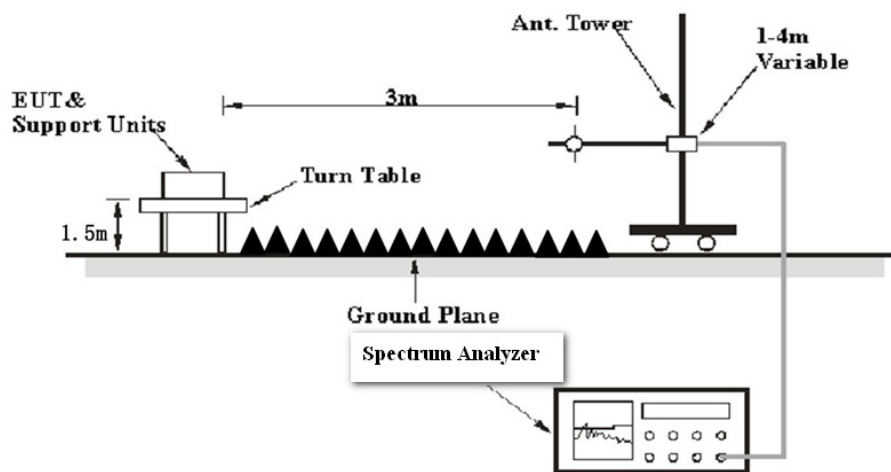 Ant. Tower
1-4m
Variable
3m
EUT&
Support Units
Turn Table
1.5m
Ground Plane
Spectrum Analyzer